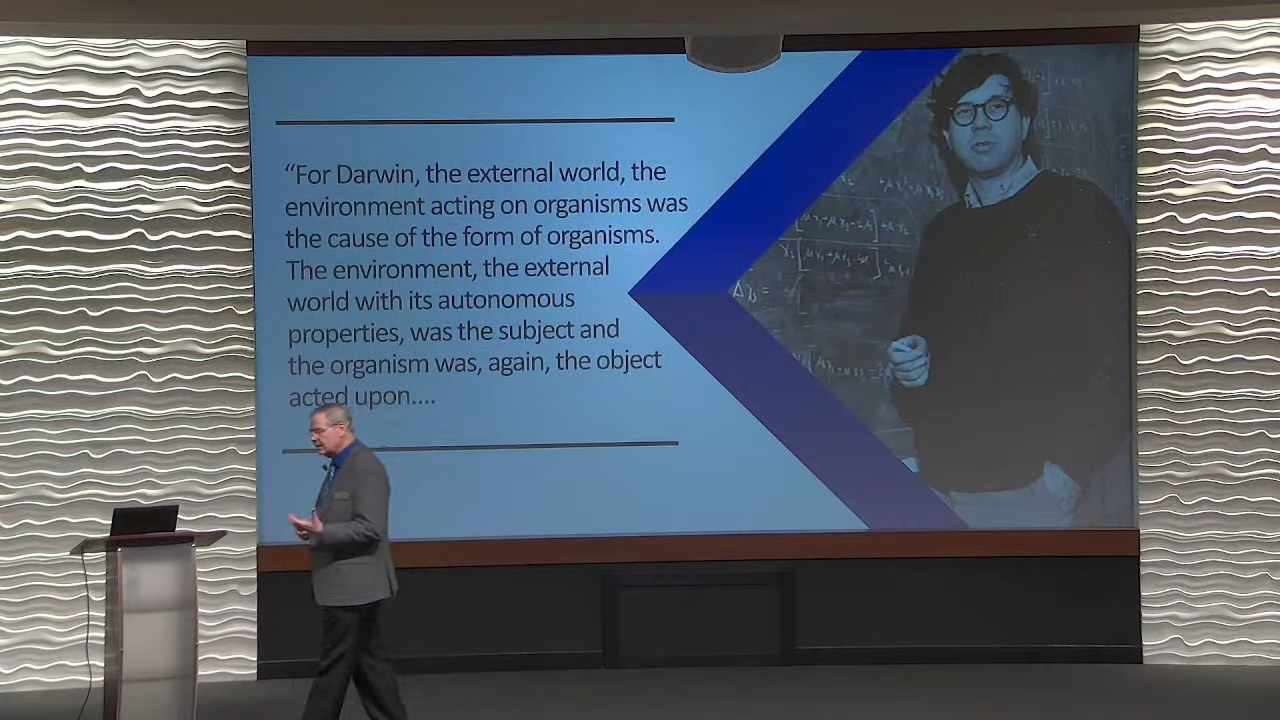 “For Darwin, the external world, the
environment acting on organisms was
the cause of the form of organisms.
The environment, the external
world with its autonomous
properties, was the subject and
the organism was, again, the object
acted upon....